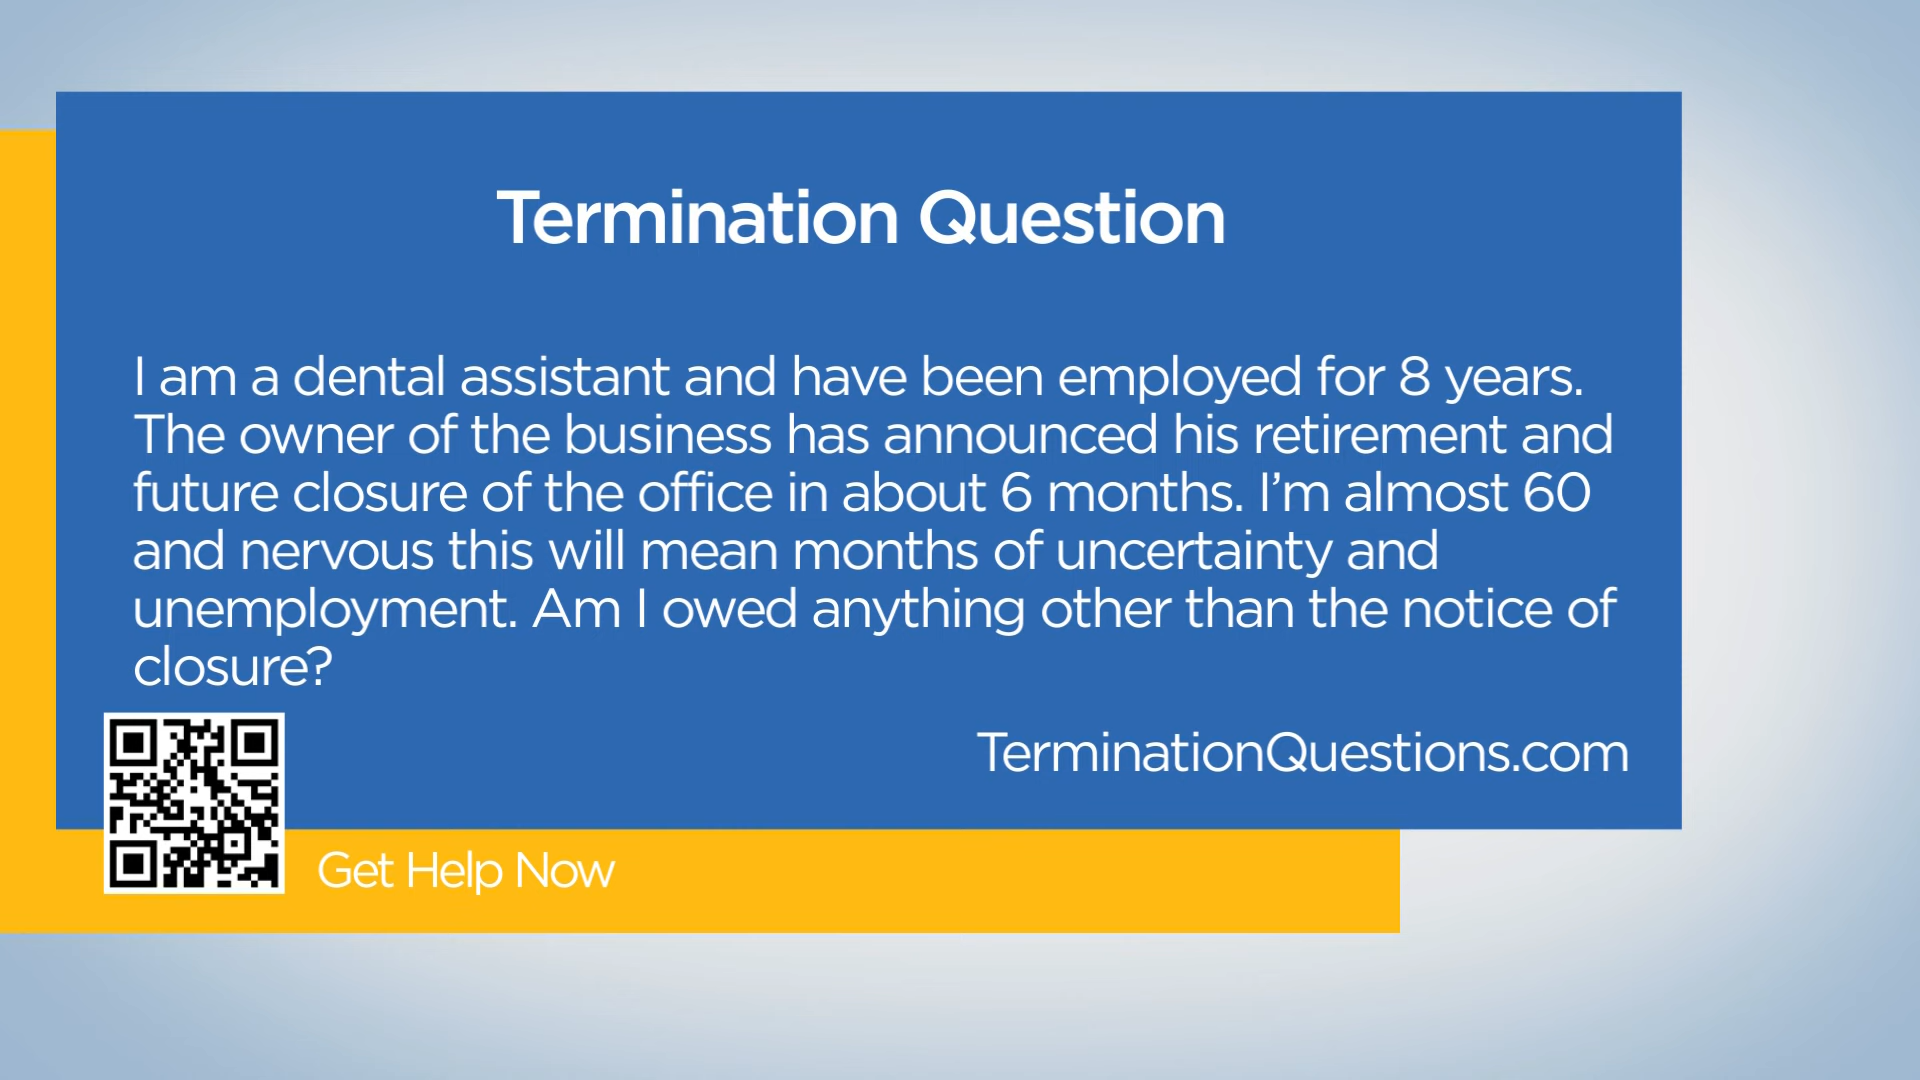 Termination Question
I am a dental assistant and have been employed for 8 years.
The owner of the business has announced his retirement and
future closure of the office in about 6 months. I’m almost 60
and nervous this will mean months of uncertainty and
unemployment. Am I owed anything other than the notice of
closure?
TerminationQuestions.com
Get Help Now